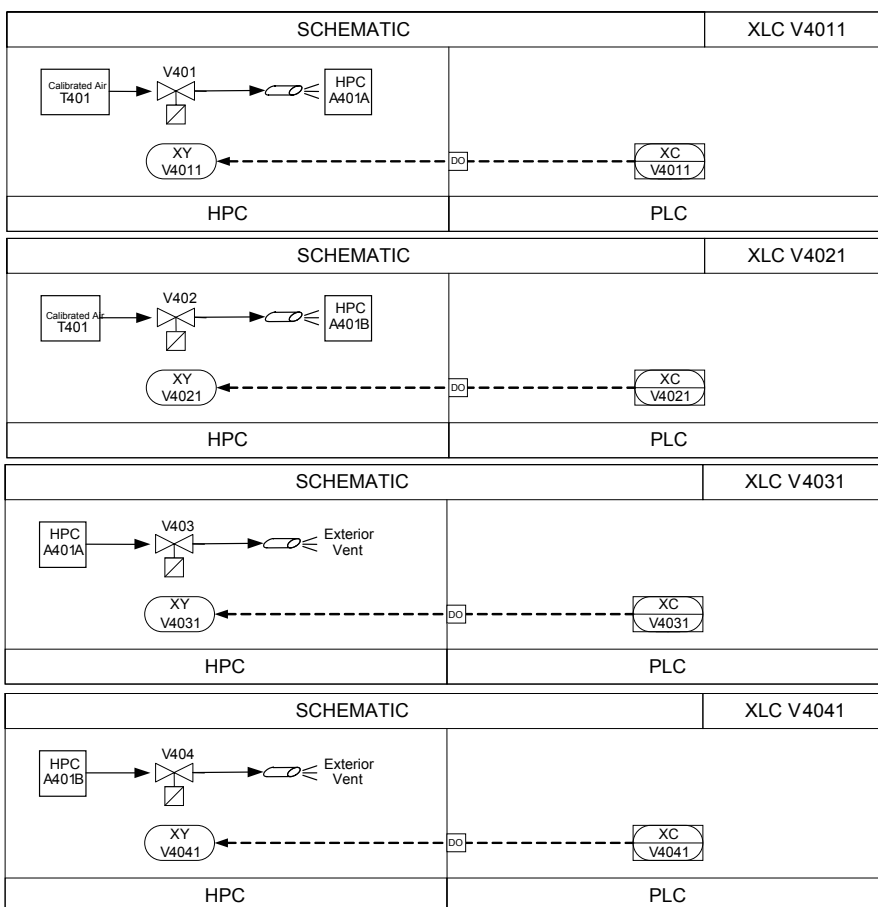 SCHEMATIC XLC V4011
V401
Calibrated Air
T401
HPC
A401A
XY
V4011
DO
XC
V4011
HPC PLC
SCHEMATIC XLC V4021
V402
Calibrated Air
T401
HPC
A401B
XY
V4021
DO
XC
V4021
HPC PLC
SCHEMATIC XLC V4031
V403
HPC
A401A
Exterior
Vent
XY
V4031
DO
XC
V4031
HPC PLC
SCHEMATIC XLC V4041
V404
HPC
A401B
Exterior
Vent
XY
V4041
DO
XC
V4041
HPC PLC